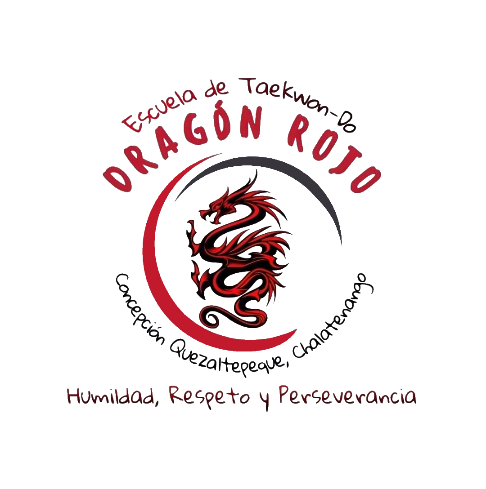 Escuela de Taekwon-Do
DRAGÓN ROJO
Concepción Quezaltepeque, Chalatenango
Humildad, Respeto y Perseverancia